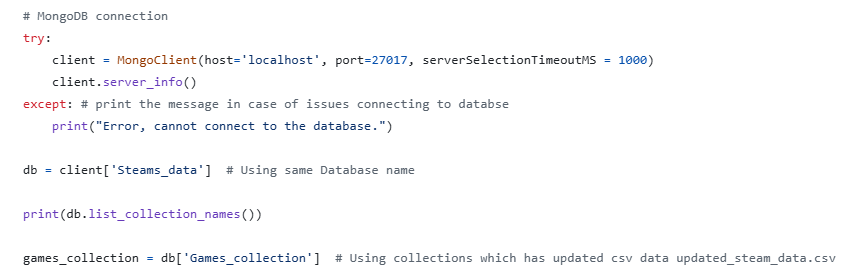 # MongoDB connection
try:
    client = MongoClient(host='localhost', port=27017, serverSelectionTimeoutMS = 1000)
    client.server_info()
except: # print the message in case of issues connecting to databse
    print("Error, cannot connect to the database.")
db = client['Steams_data']  # Using same Database name
print(db.list_collection_names())
games_collection = db['Games_collection']  # Using collections which has updated csv data updated_steam_data.csv